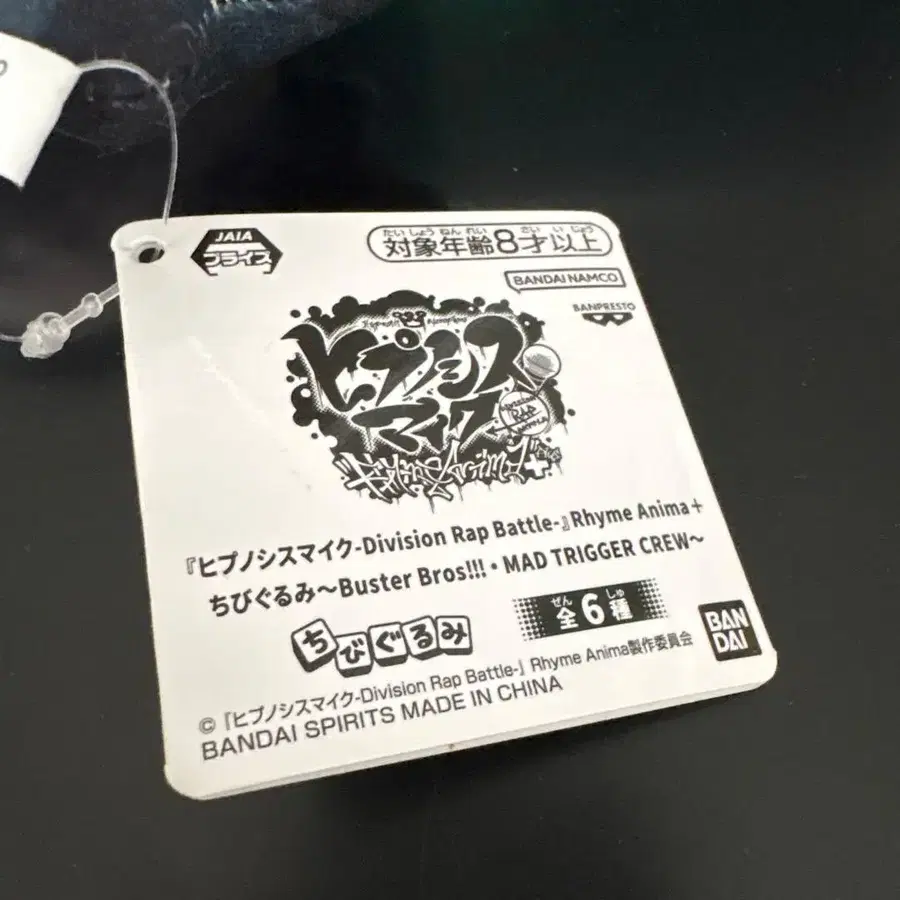 JAIA
プライズ
たいしょうねんれい さいいじょう
対象年齢8才以上
BANDAI NAMCO
BANPRESTO
ヒプノシス
マイク
Rhyme Anima+
『ヒプノシスマイク-Division Rap Battle-』Rhyme Anima+
ちびぐるみ~Buster Bros!!!・MAD TRIGGER CREW~
ちびぐるみ
ぜん しゅ
全6種
BAN
DAI
©『ヒプノシスマイク-Division Rap Battle-』Rhyme Anima製作委員会
BANDAI SPIRITS MADE IN CHINA